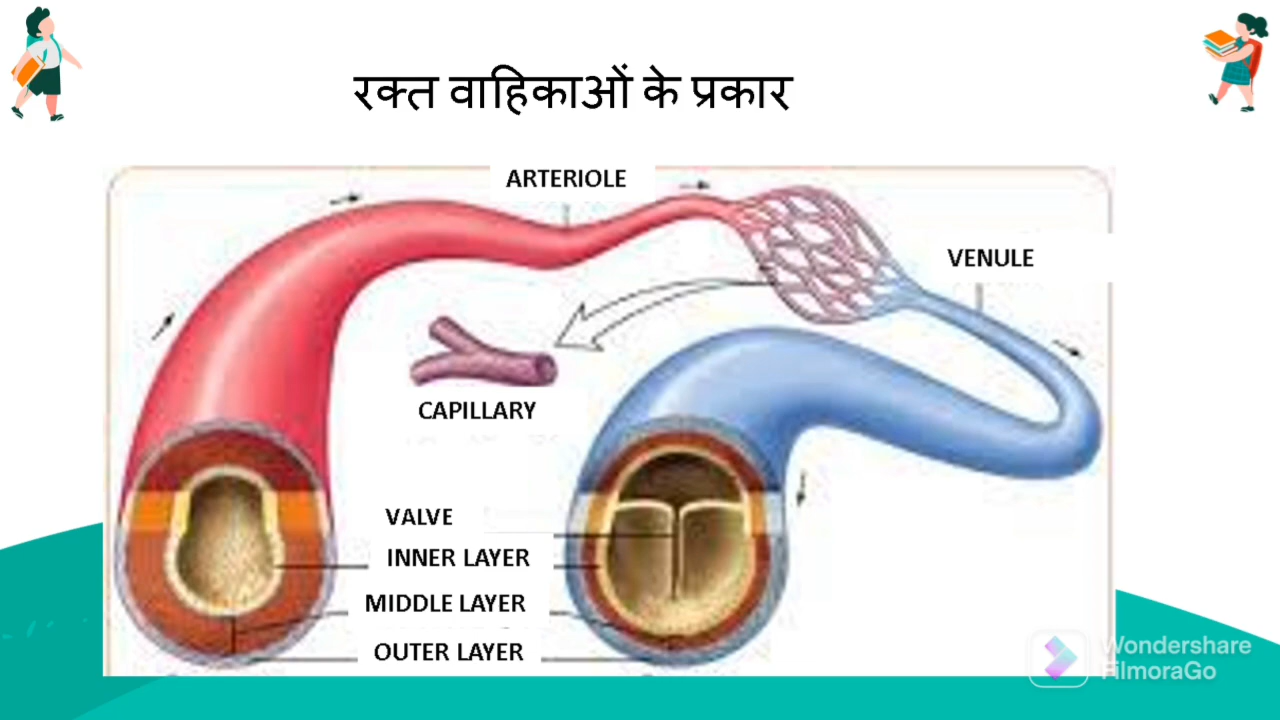 रक्त वाहिकाओं के प्रकार
ARTERIOLE
VENULE
CAPILLARY
VALVE
INNER LAYER
MIDDLE LAYER
OUTER LAYER
Wondershare
FilmoraGo